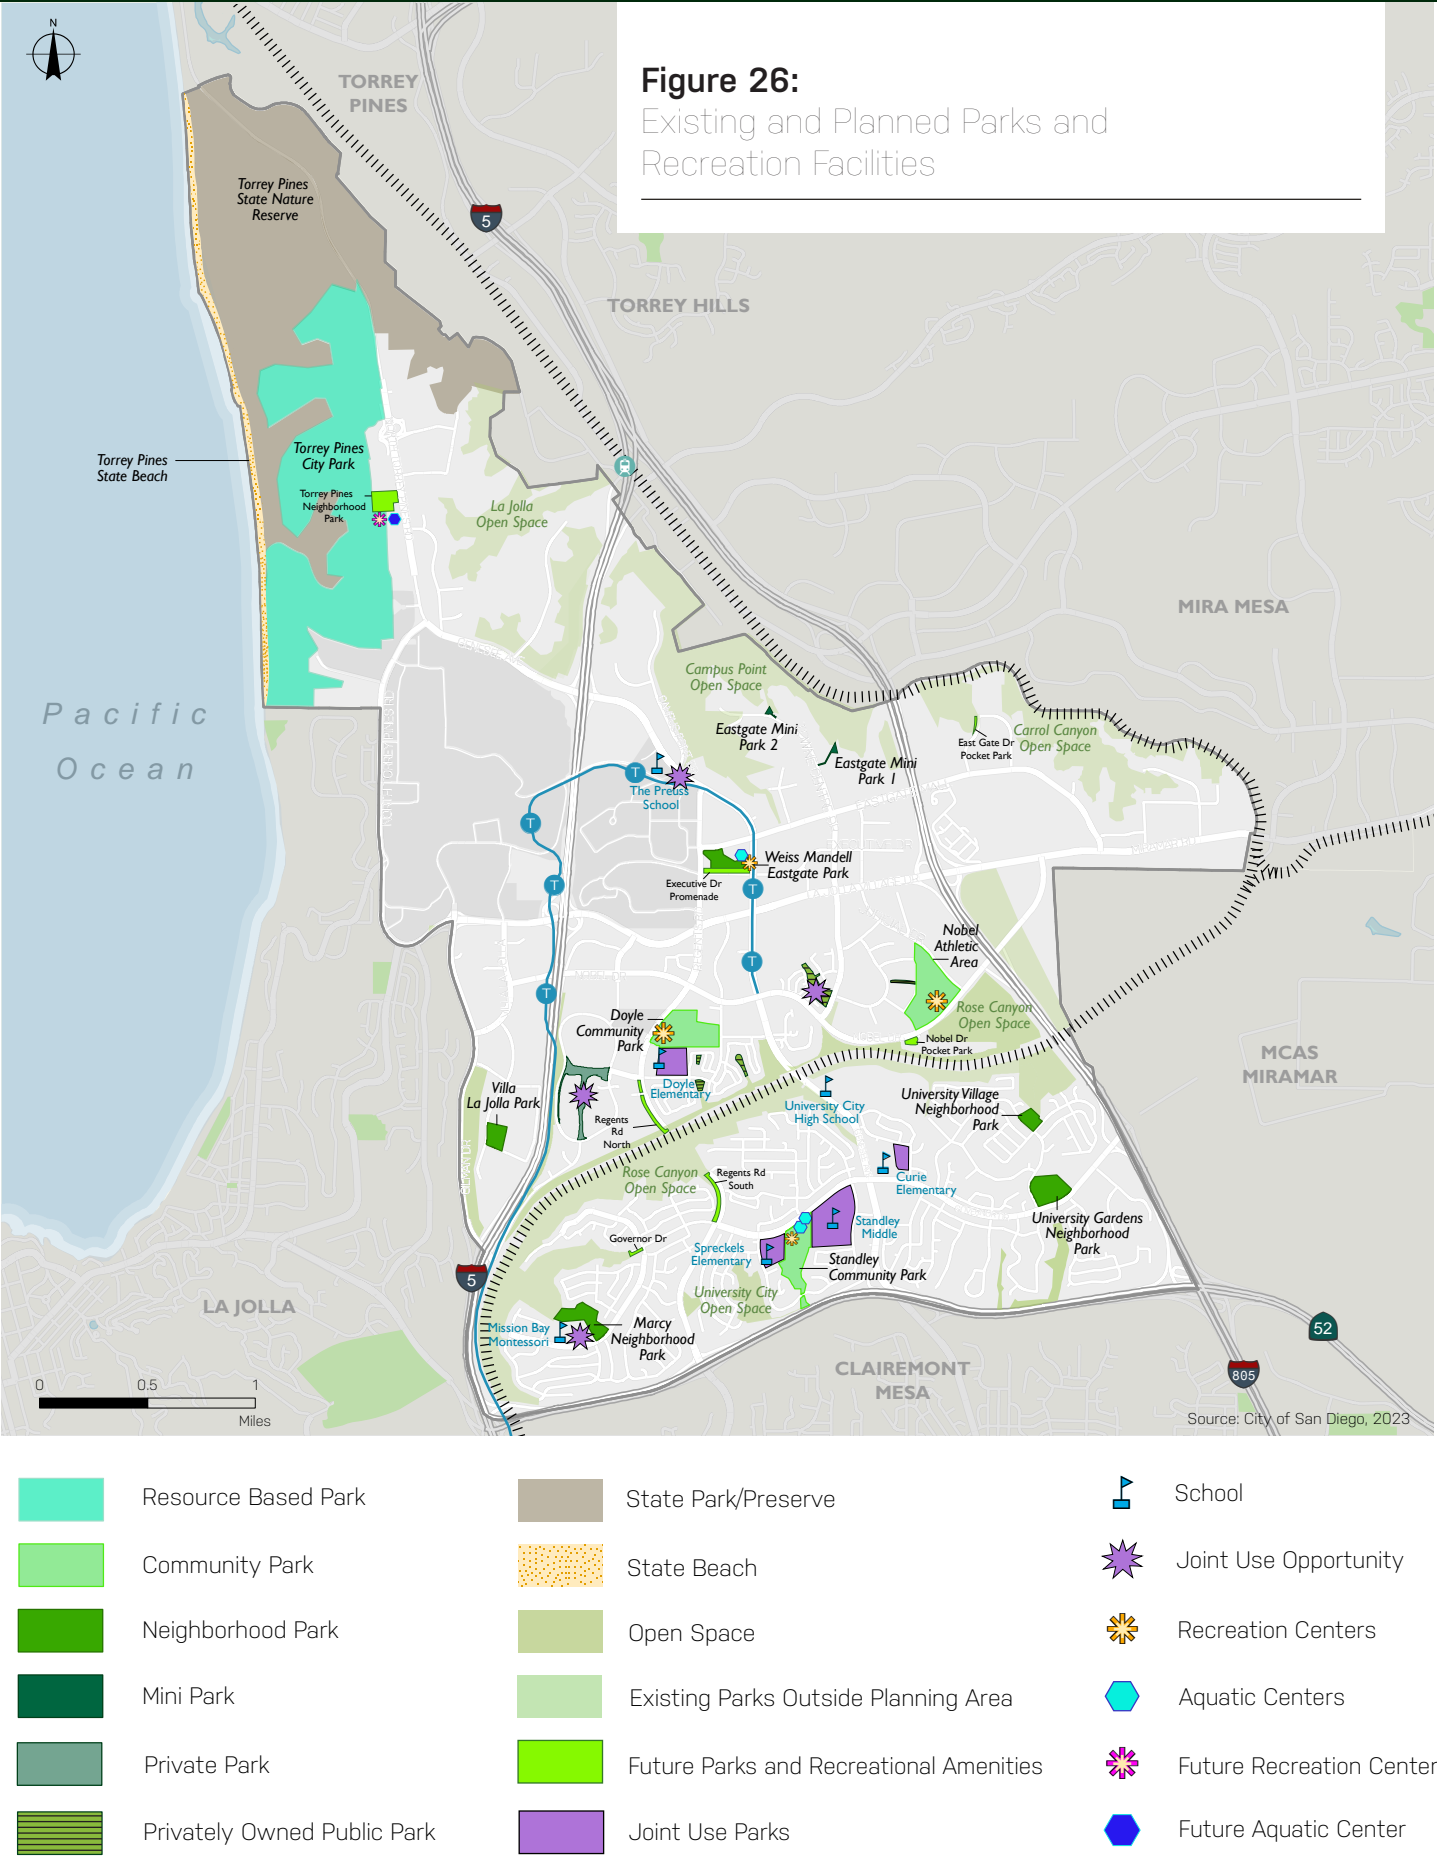 Figure 26:
Existing and Planned Parks and
Recreation Facilities
N
TORREY
PINES
Torrey Pines
State Nature
Reserve
5
TORREY HILLS
Torrey Pines
State Beach
Torrey Pines
City Park
Torrey Pines
Neighborhood
Park
La Jolla
Open Space
MIRA MESA
Pacific
Ocean
GENESEE AVE
Campus Point
Open Space
Eastgate Mini
Park 2
Eastgate Mini
Park 1
East Gate Dr
Pocket Park
Carrol Canyon
Open Space
T
The Preuss
School
T
T
Weiss Mandell
Eastgate Park
Executive Dr
Promenade
T
T
T
Nobel
Athletic
Area
Rose Canyon
Open Space
Nobel Dr
Pocket Park
Doyle
Community
Park
Doyle
Elementary
MCAS
MIRAMAR
Villa
La Jolla Park
Regents
Rd
North
University City
High School
University Village
Neighborhood
Park
GILMAN DR
Rose Canyon
Open Space
Regents Rd
South
Curie
Elementary
University Gardens
Neighborhood
Park
Standley
Middle
Governor Dr
Spreckels
Elementary
Standley
Community Park
University City
Open Space
5
LA JOLLA
Mission Bay
Montessori
Marcy
Neighborhood
Park
CLAIREMONT
MESA
52
805
0 0.5 1
Miles
Source: City of San Diego, 2023
Resource Based Park
Community Park
Neighborhood Park
Mini Park
Private Park
Privately Owned Public Park
State Park/Preserve
State Beach
Open Space
Existing Parks Outside Planning Area
Future Parks and Recreational Amenities
Joint Use Parks
School
Joint Use Opportunity
Recreation Centers
Aquatic Centers
Future Recreation Center
Future Aquatic Center